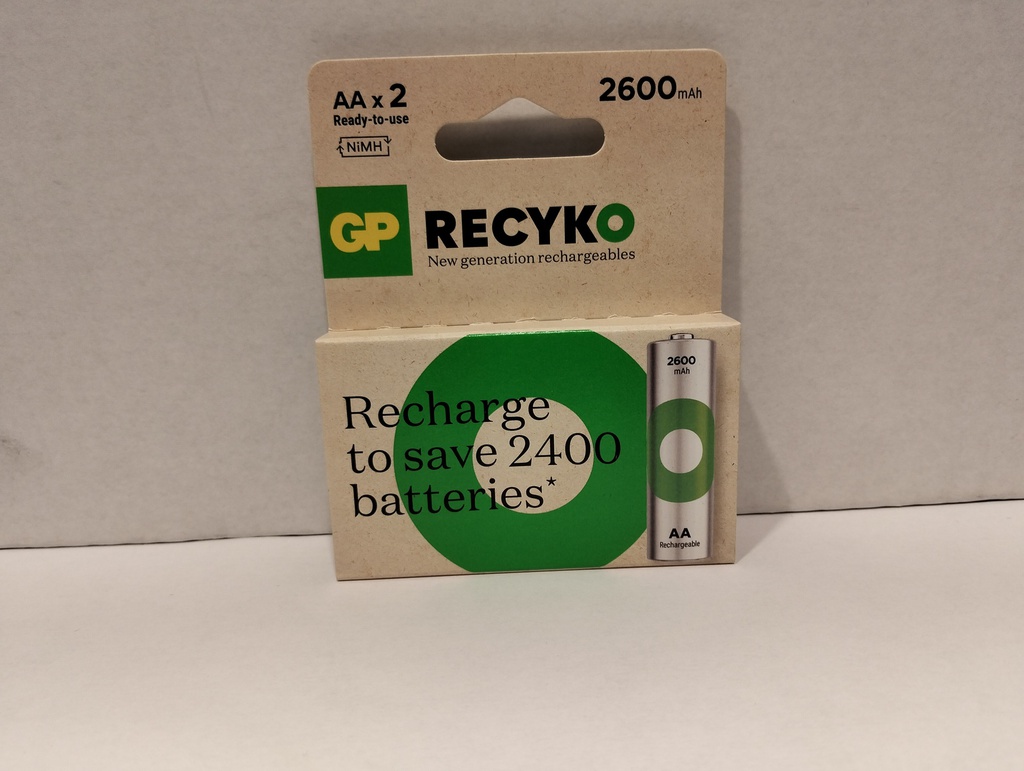 AA x 2
2600mAh
Ready-to-use
NiMH
GP
RECYKO
New generation rechargeables
Recharge
to save 2400
batteries*
2600
mAh
AA
Rechargeable